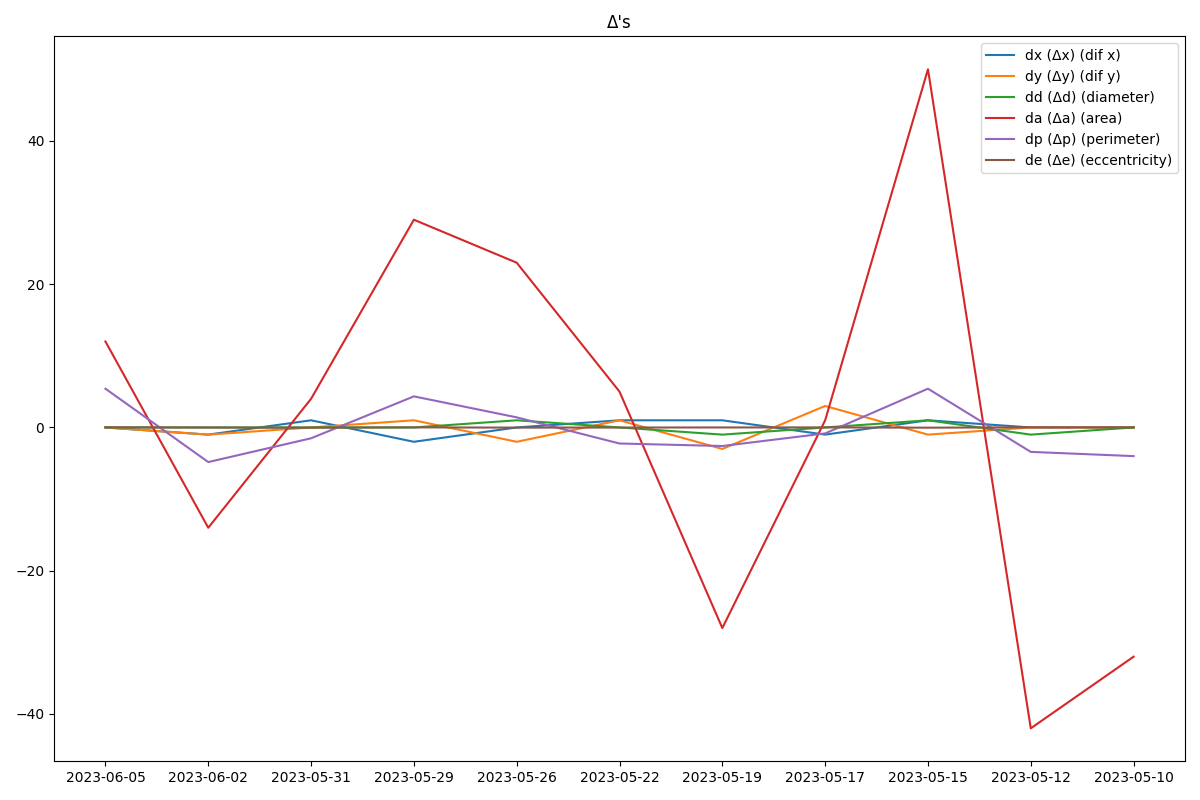 Δ's
dx (Δx) (dif x)
dy (Δy) (dif y)
dd (Δd) (diameter)
da (Δa) (area)
dp (Δp) (perimeter)
de (Δe) (eccentricity)
40
20
0
−20
−40
2023-06-05 2023-06-02 2023-05-31 2023-05-29 2023-05-26 2023-05-22 2023-05-19 2023-05-17 2023-05-15 2023-05-12 2023-05-10